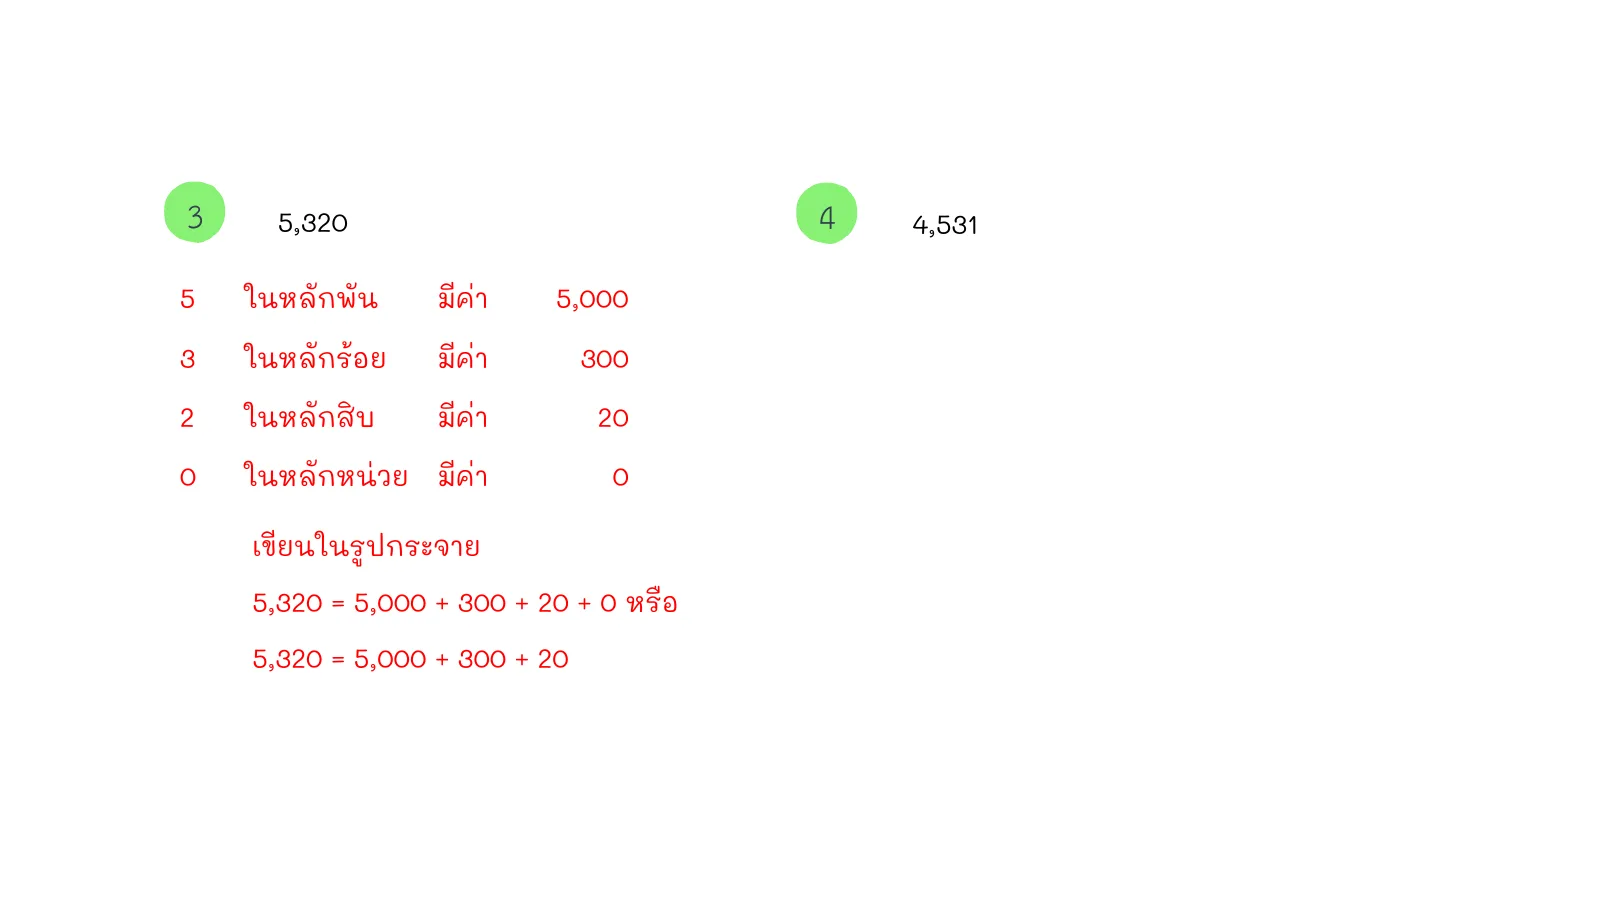 3 5,320
5 ในหลักพัน มีค่า 5,000
3 ในหลักร้อย มีค่า 300
2 ในหลักสิบ มีค่า 20
0 ในหลักหน่วย มีค่า 0
เขียนในรูปกระจาย
5,320 = 5,000 + 300 + 20 + 0 หรือ
5,320 = 5,000 + 300 + 20
4 4,531